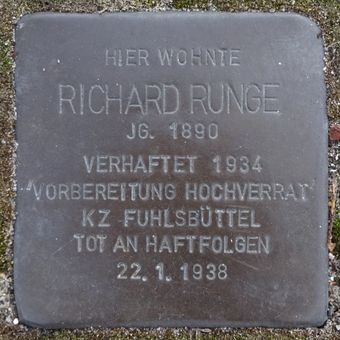 HIER WOHNTE
RICHARD RUNGE
JG. 1890
VERHAFTET 1934
'VORBEREITUNG HOCHVERRAT'
KZ FUHLSBÜTTEL
TOT AN HAFTFOLGEN
22.1.1938